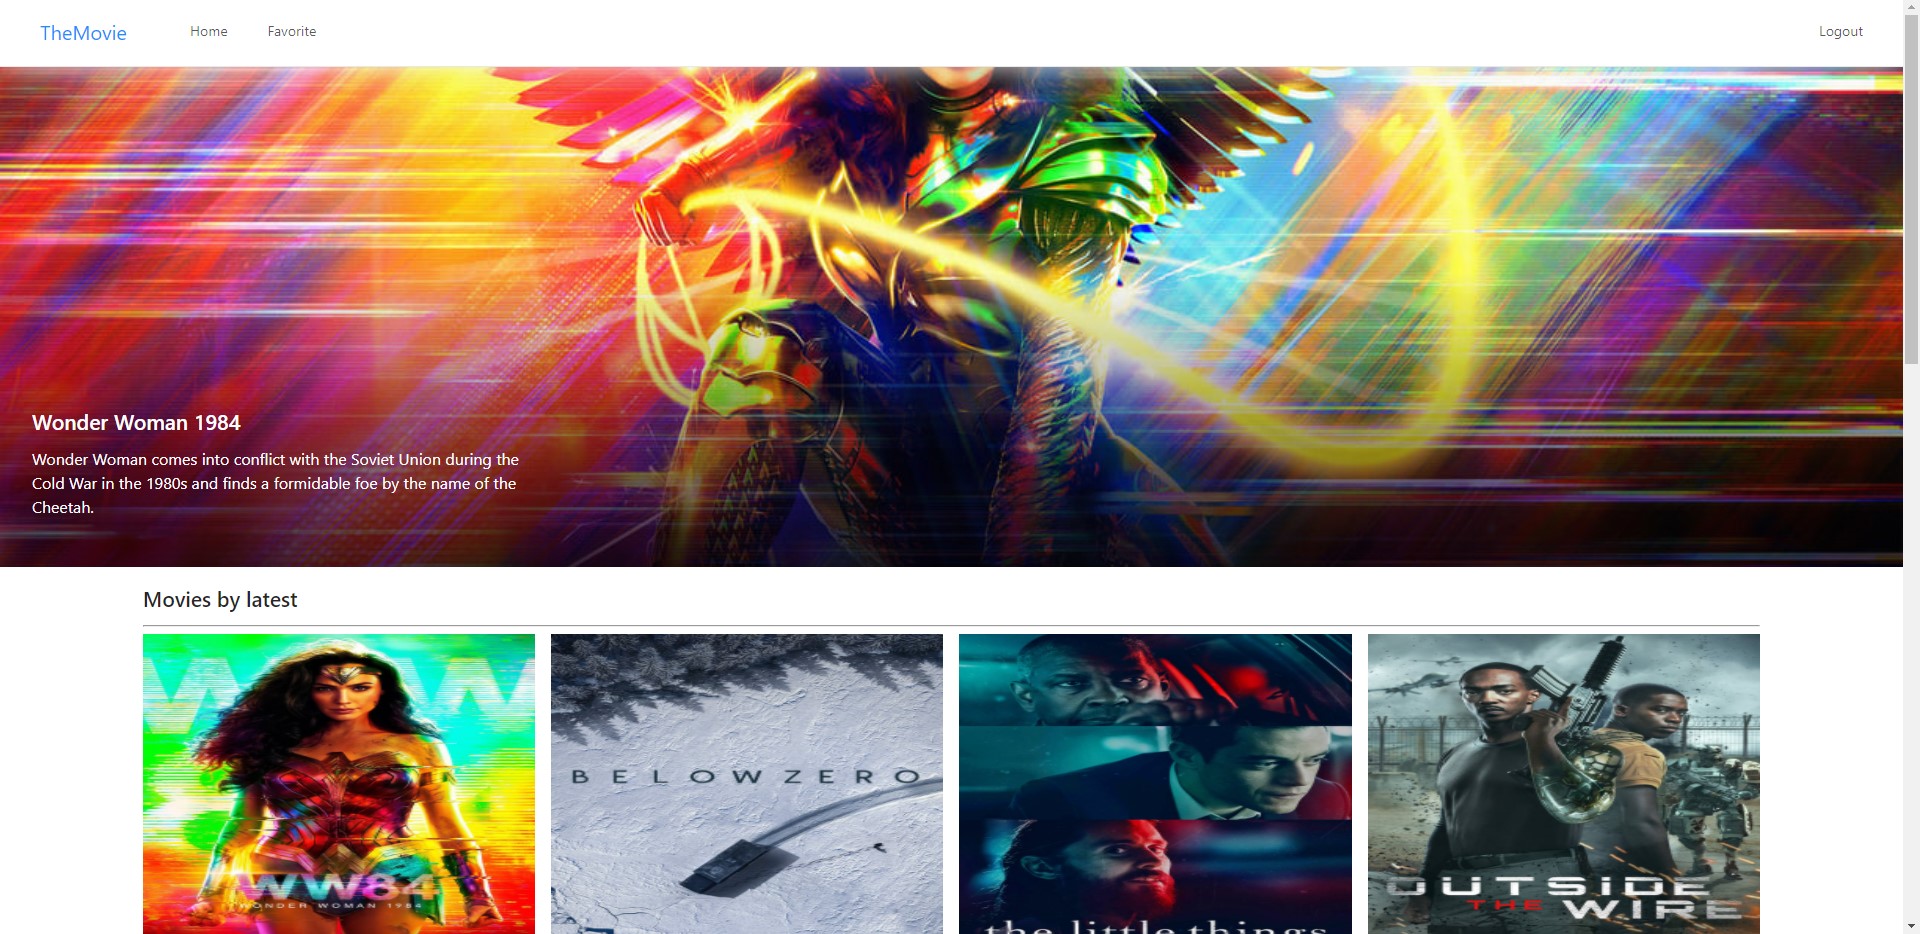 TheMovie
Home
Favorite
Logout
Wonder Woman 1984
Wonder Woman comes into conflict with the Soviet Union during the
Cold War in the 1980s and finds a formidable foe by the name of the
Cheetah.
Movies by latest
WW
WW84
WONDER WOMAN 1984
BELOW ZERO
the little things
OUTSIDE
THE WIRE